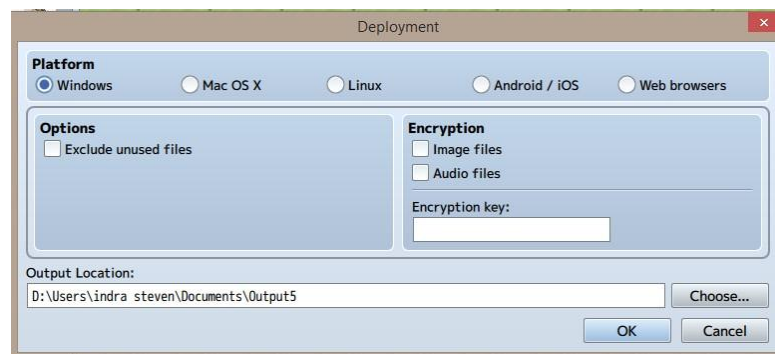 Deployment
Platform
Windows Mac OS X Linux Android / iOS Web browsers
Options
Exclude unused files
Encryption
Image files
Audio files
Encryption key:
Output Location:
D:\Users\indra steven\Documents\Output5 Choose...
OK Cancel